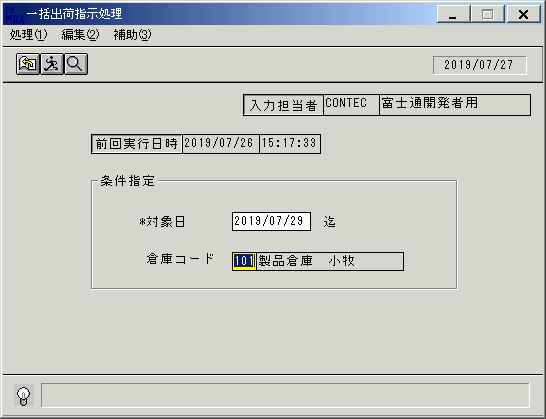 MAX 一括出荷指示処理
処理(1) 編集(2) 補助(3)
2019/07/27
入力担当者 CONTEC 富士通開発者用
前回実行日時 2019/07/26 15:17:33
条件指定
*対象日 2019/07/29 迄
倉庫コード 101 製品倉庫 小牧